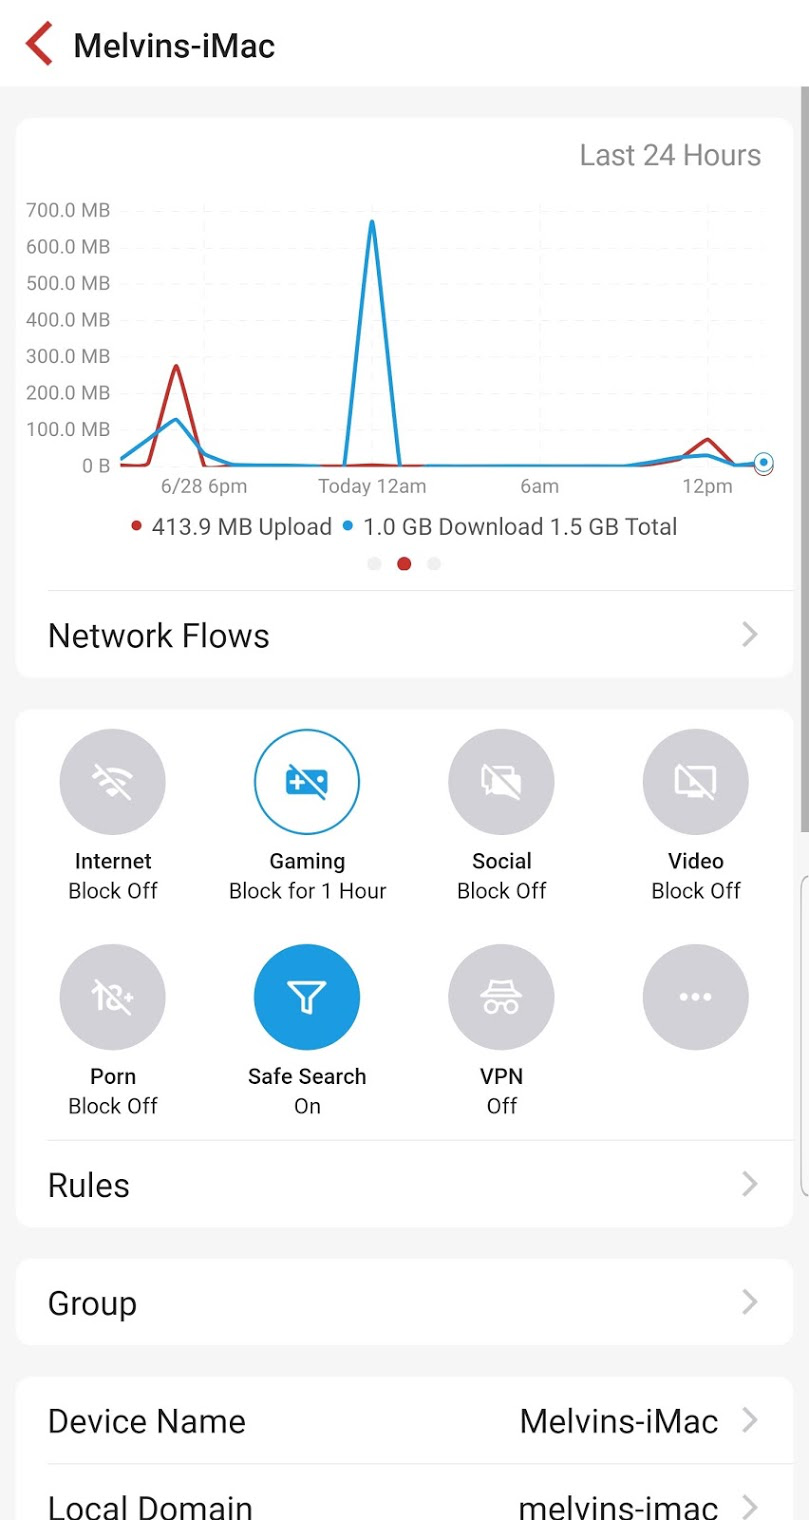 Melvins-iMac
Last 24 Hours
700.0 MB
600.0 MB
500.0 MB
400.0 MB
300.0 MB
200.0 MB
100.0 MB
0 B
6/28 6pm Today 12am 6am 12pm
413.9 MB Upload 1.0 GB Download 1.5 GB Total
Network Flows
Internet Gaming Social Video
Block Off Block for 1 Hour Block Off Block Off
18+
Porn Safe Search VPN
Block Off On Off
Rules
Group
Device Name Melvins-iMac
Local Domain melvins-imac